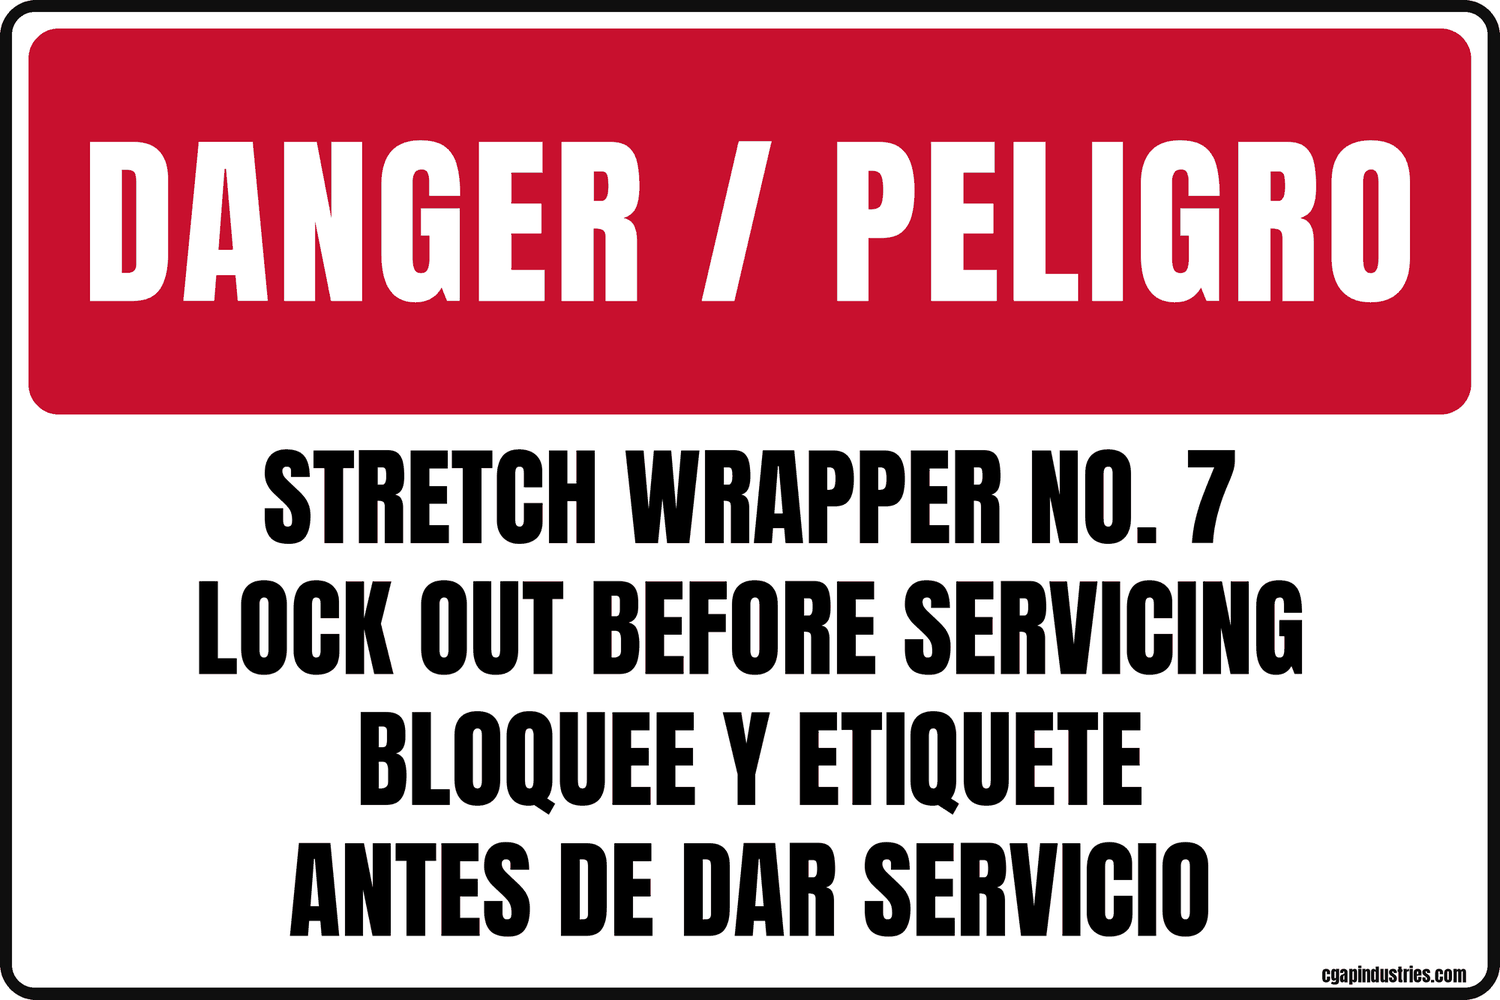 DANGER / PELIGRO
STRETCH WRAPPER NO. 7
LOCK OUT BEFORE SERVICING
BLOQUEE Y ETIQUETE
ANTES DE DAR SERVICIO
cgapindustries.com